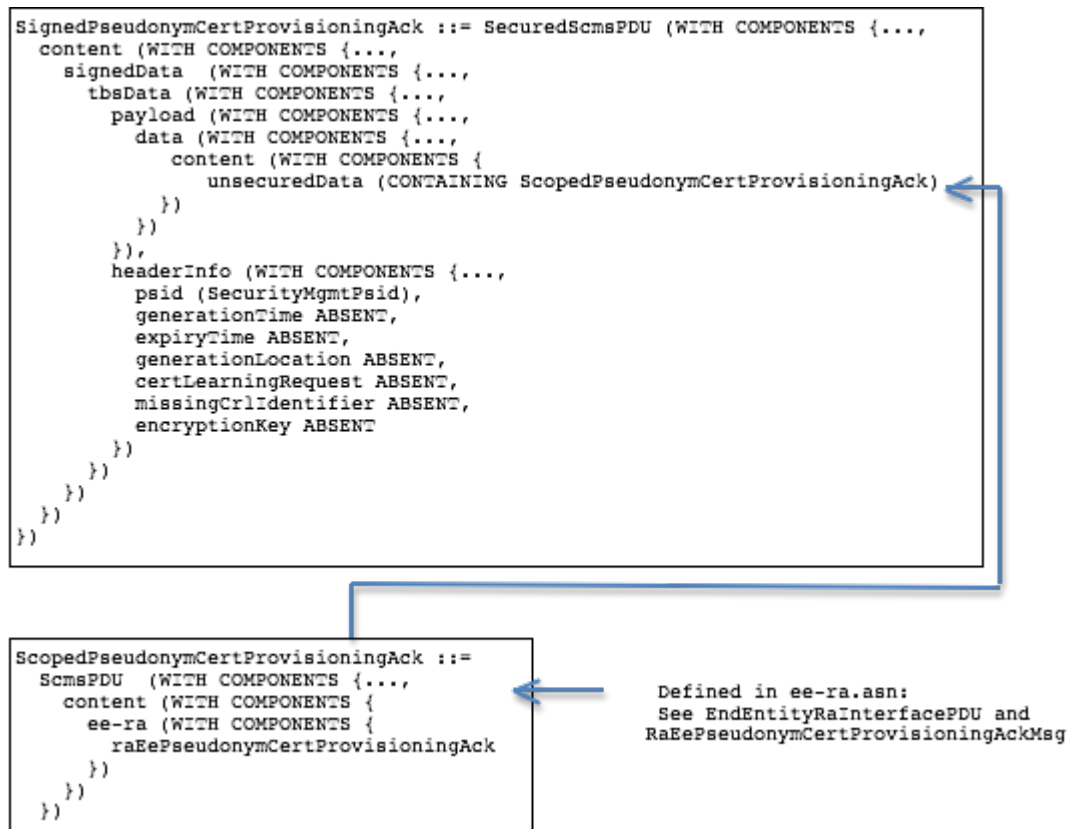 SignedPseudonymCertProvisioningAck ::= SecuredScmsPDU (WITH COMPONENTS {...,
content (WITH COMPONENTS {...,
signedData (WITH COMPONENTS {...,
tbsData (WITH COMPONENTS {...,
payload (WITH COMPONENTS {...,
data (WITH COMPONENTS {...,
content (WITH COMPONENTS {
unsecuredData (CONTAINING ScopedPseudonymCertProvisioningAck)
})
})
}),
headerInfo (WITH COMPONENTS {...,
psid (SecurityMgmtPsid),
generationTime ABSENT,
expiryTime ABSENT,
generationLocation ABSENT,
certLearningRequest ABSENT,
missingCrlIdentifier ABSENT,
encryptionKey ABSENT
})
})
})
})
})
ScopedPseudonymCertProvisioningAck ::=
ScmsPDU (WITH COMPONENTS {...,
content (WITH COMPONENTS {
ee-ra (WITH COMPONENTS {
raEePseudonymCertProvisioningAck
})
})
})
Defined in ee-ra.asn:
See EndEntityRaInterfacePDU and
RaEePseudonymCertProvisioningAckMsg